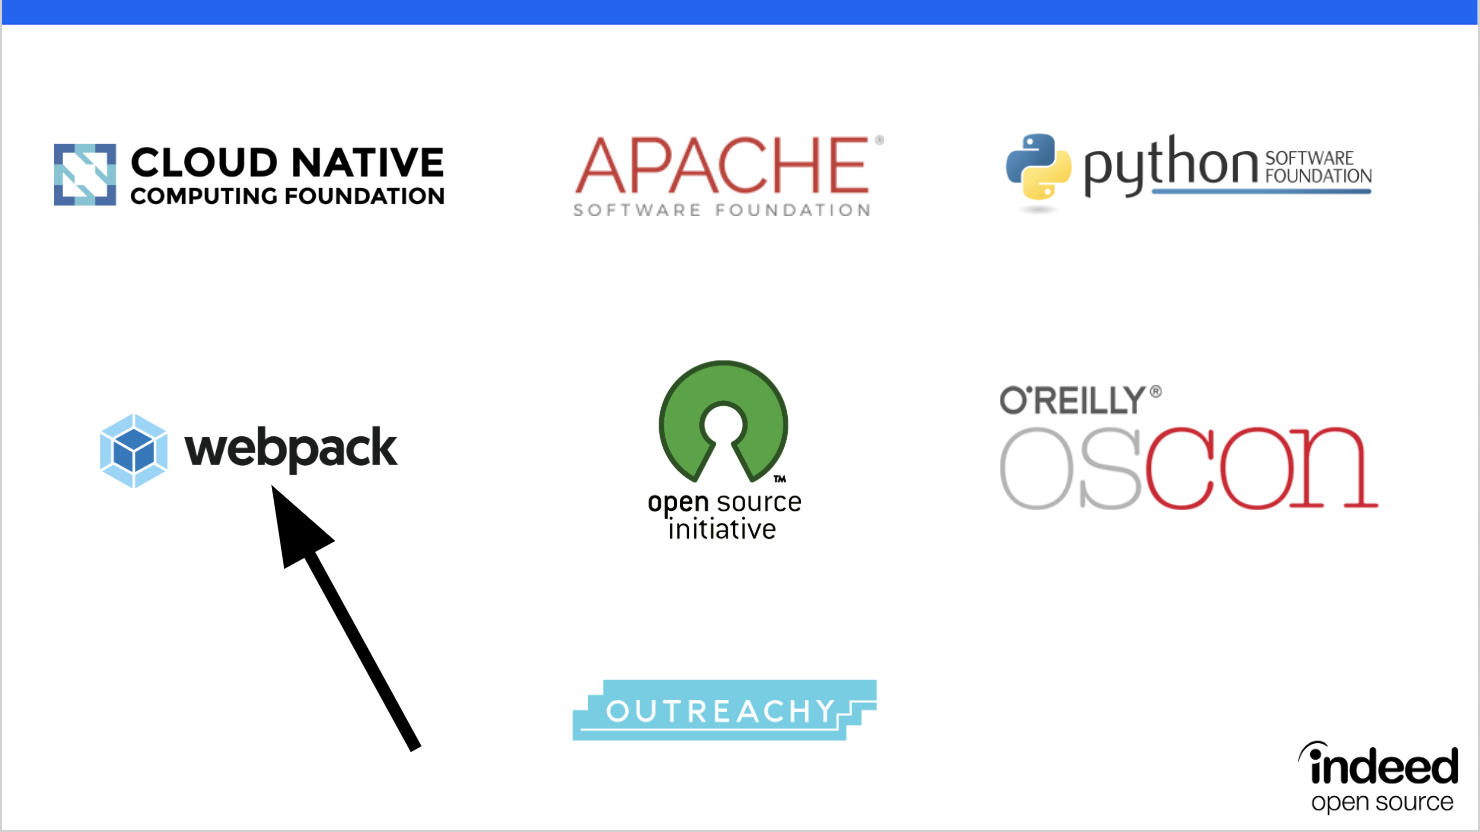 CLOUD NATIVE
COMPUTING FOUNDATION
APACHE®
SOFTWARE FOUNDATION
python SOFTWARE
FOUNDATION
webpack
open source
initiative
™
O'REILLY®
oscon
OUTREACHY
indeed
open source